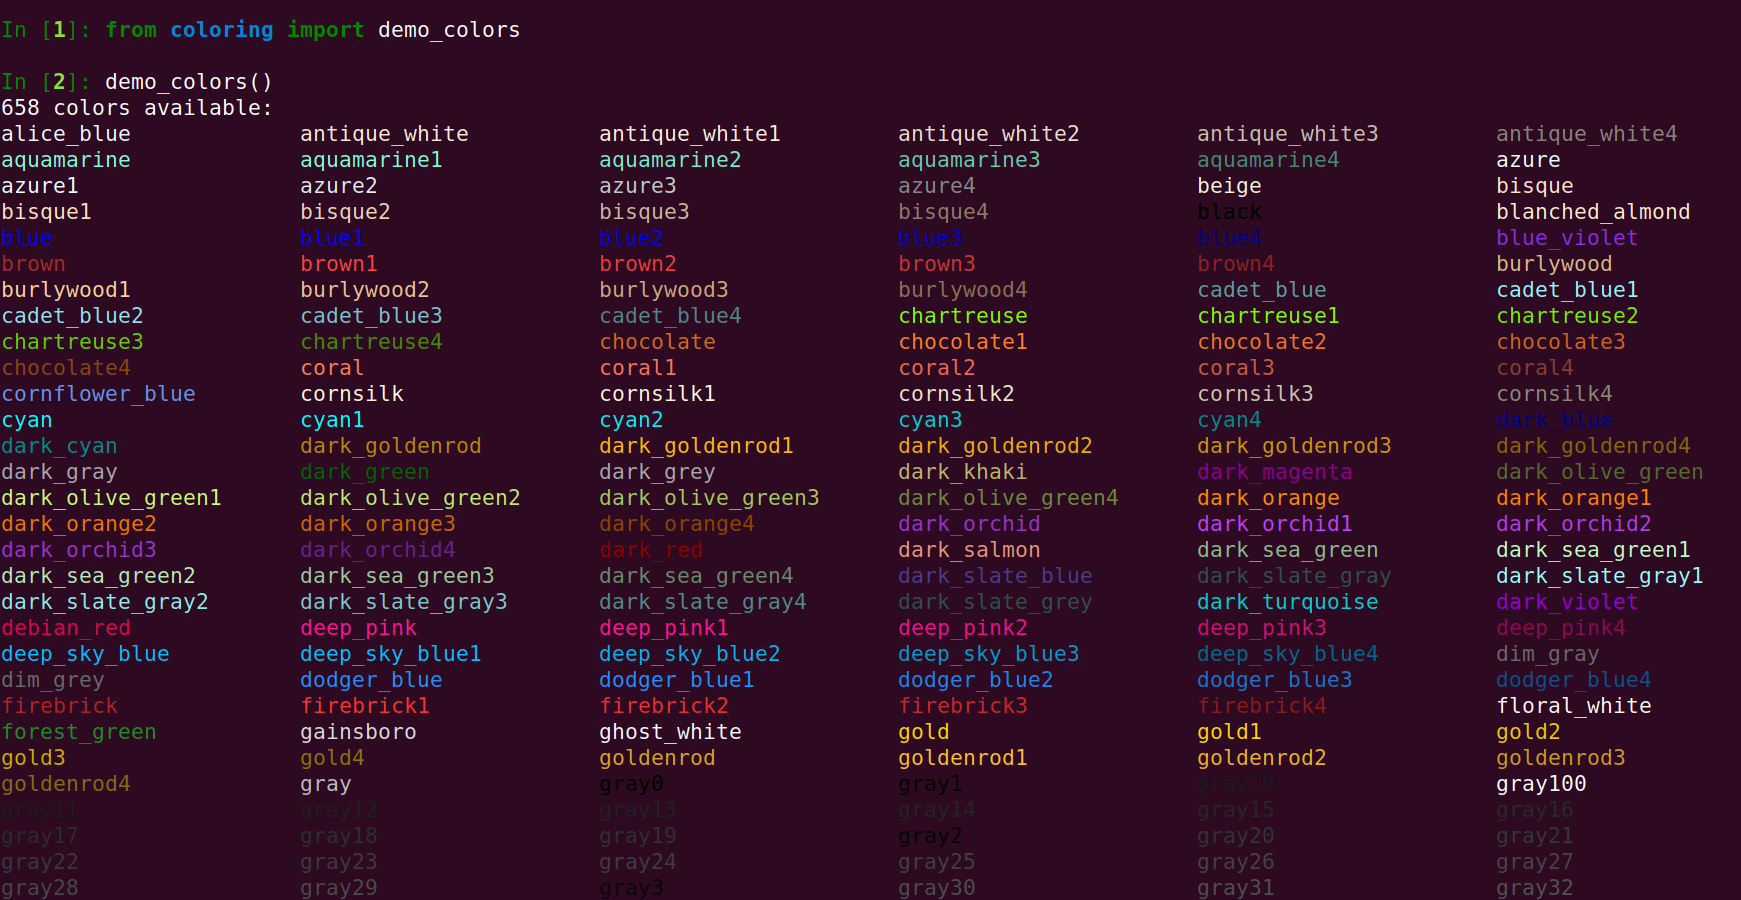 In [1]: from coloring import demo_colors
In [2]: demo_colors()
658 colors available:
alice_blue antique_white antique_white1 antique_white2 antique_white3 antique_white4
aquamarine aquamarine1 aquamarine2 aquamarine3 aquamarine4 azure
azure1 azure2 azure3 azure4 beige bisque
bisque1 bisque2 bisque3 bisque4 black blanched_almond
blue blue1 blue2 blue3 blue4 blue_violet
brown brown1 brown2 brown3 brown4 burlywood
burlywood1 burlywood2 burlywood3 burlywood4 cadet_blue cadet_blue1
cadet_blue2 cadet_blue3 cadet_blue4 chartreuse chartreuse1 chartreuse2
chartreuse3 chartreuse4 chocolate chocolate1 chocolate2 chocolate3
chocolate4 coral coral1 coral2 coral3 coral4
cornflower_blue cornsilk cornsilk1 cornsilk2 cornsilk3 cornsilk4
cyan cyan1 cyan2 cyan3 cyan4 dark_blue
dark_cyan dark_goldenrod dark_goldenrod1 dark_goldenrod2 dark_goldenrod3 dark_goldenrod4
dark_gray dark_green dark_grey dark_khaki dark_magenta dark_olive_green
dark_olive_green1 dark_olive_green2 dark_olive_green3 dark_olive_green4 dark_orange dark_orange1
dark_orange2 dark_orange3 dark_orange4 dark_orchid dark_orchid1 dark_orchid2
dark_orchid3 dark_orchid4 dark_red dark_salmon dark_sea_green dark_sea_green1
dark_sea_green2 dark_sea_green3 dark_sea_green4 dark_slate_blue dark_slate_gray dark_slate_gray1
dark_slate_gray2 dark_slate_gray3 dark_slate_gray4 dark_slate_grey dark_turquoise dark_violet
debian_red deep_pink deep_pink1 deep_pink2 deep_pink3 deep_pink4
deep_sky_blue deep_sky_blue1 deep_sky_blue2 deep_sky_blue3 deep_sky_blue4 dim_gray
dim_grey dodger_blue dodger_blue1 dodger_blue2 dodger_blue3 dodger_blue4
firebrick firebrick1 firebrick2 firebrick3 firebrick4 floral_white
forest_green gainsboro ghost_white gold gold1 gold2
gold3 gold4 goldenrod goldenrod1 goldenrod2 goldenrod3
goldenrod4 gray gray0 gray1 gray10 gray100
gray11 gray12 gray13 gray14 gray15 gray16
gray17 gray18 gray19 gray2 gray20 gray21
gray22 gray23 gray24 gray25 gray26 gray27
gray28 gray29 gray3 gray30 gray31 gray32